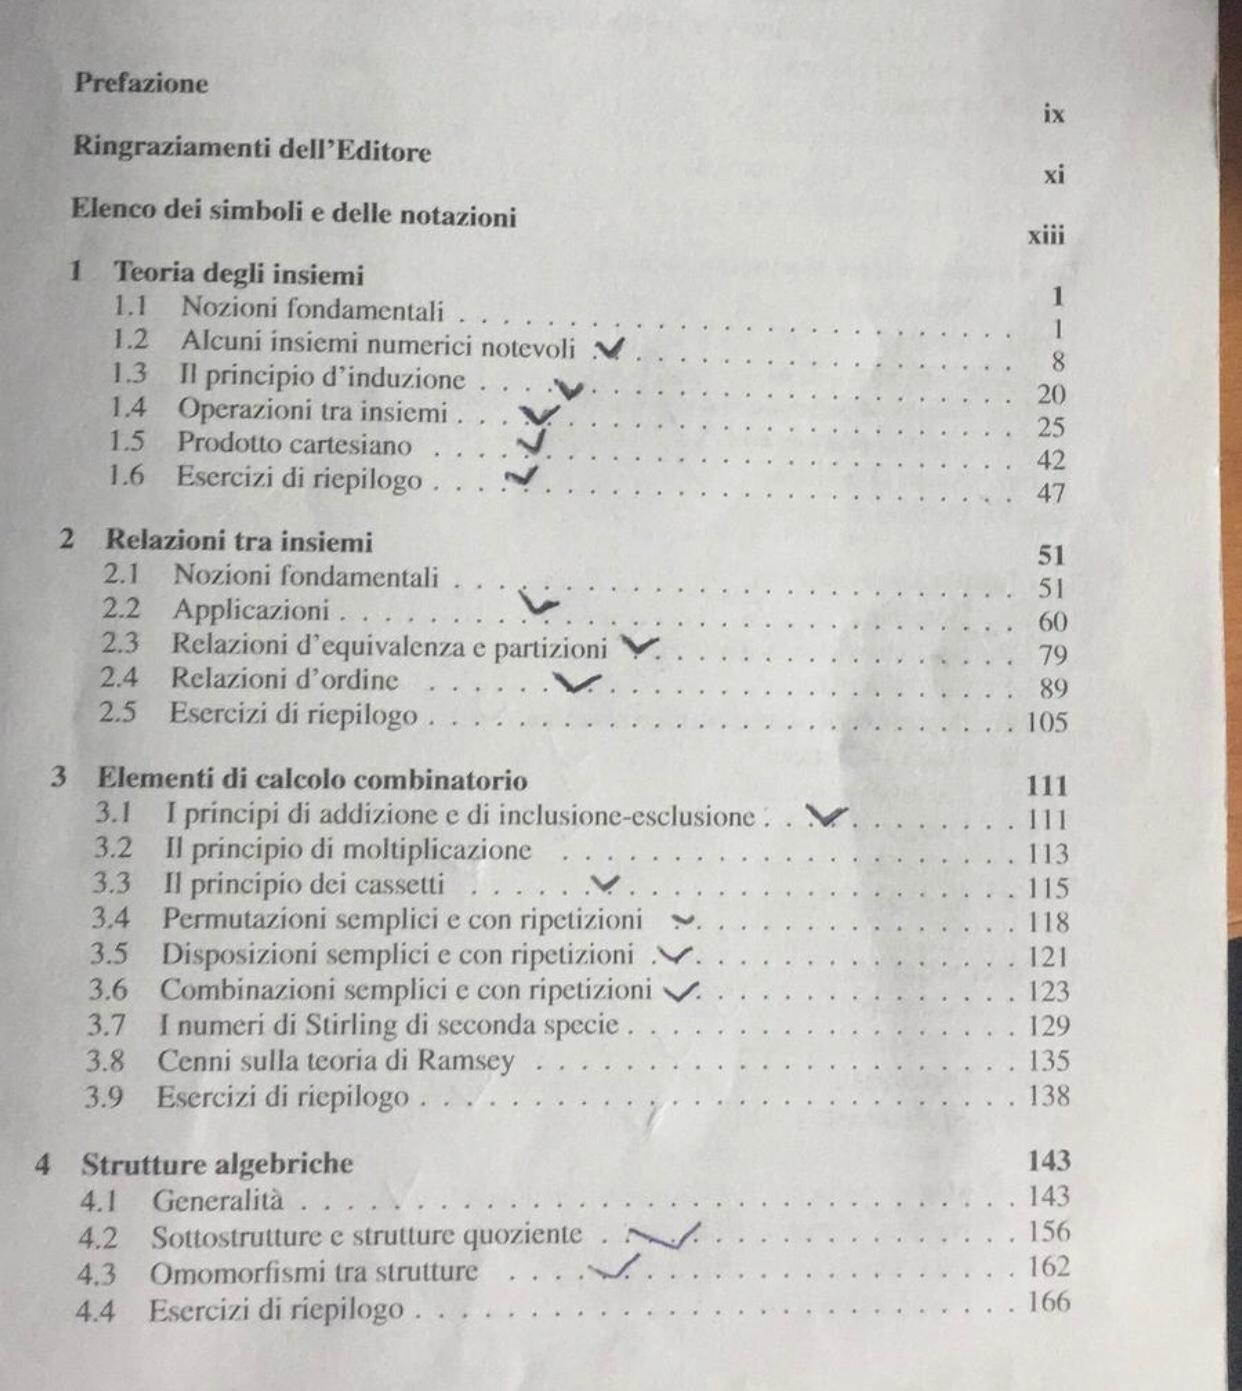 Prefazione ix
Ringraziamenti dell'Editore xi
Elenco dei simboli e delle notazioni xiii
1 Teoria degli insiemi 1
1.1 Nozioni fondamentali . . . . . . . . . . . . . . . . . . . . . . . . . 1
1.2 Alcuni insiemi numerici notevoli . . . . . . . . . . . . . . . . . . . 8
1.3 Il principio d'induzione . . . . . . . . . . . . . . . . . . . . . . . . 20
1.4 Operazioni tra insiemi . . . . . . . . . . . . . . . . . . . . . . . . . 25
1.5 Prodotto cartesiano . . . . . . . . . . . . . . . . . . . . . . . . . . 42
1.6 Esercizi di riepilogo . . . . . . . . . . . . . . . . . . . . . . . . . . 47
2 Relazioni tra insiemi 51
2.1 Nozioni fondamentali . . . . . . . . . . . . . . . . . . . . . . . . . 51
2.2 Applicazioni . . . . . . . . . . . . . . . . . . . . . . . . . . . . . . 60
2.3 Relazioni d'equivalenza e partizioni . . . . . . . . . . . . . . . . . 79
2.4 Relazioni d'ordine . . . . . . . . . . . . . . . . . . . . . . . . . . . 89
2.5 Esercizi di riepilogo . . . . . . . . . . . . . . . . . . . . . . . . . . 105
3 Elementi di calcolo combinatorio 111
3.1 I principi di addizione e di inclusione-esclusione . . . . . . . . . . . 111
3.2 Il principio di moltiplicazione . . . . . . . . . . . . . . . . . . . . . 113
3.3 Il principio dei cassetti . . . . . . . . . . . . . . . . . . . . . . . . 115
3.4 Permutazioni semplici e con ripetizioni . . . . . . . . . . . . . . . . 118
3.5 Disposizioni semplici e con ripetizioni . . . . . . . . . . . . . . . . 121
3.6 Combinazioni semplici e con ripetizioni . . . . . . . . . . . . . . . . 123
3.7 I numeri di Stirling di seconda specie . . . . . . . . . . . . . . . . . 129
3.8 Cenni sulla teoria di Ramsey . . . . . . . . . . . . . . . . . . . . . 135
3.9 Esercizi di riepilogo . . . . . . . . . . . . . . . . . . . . . . . . . . 138
4 Strutture algebriche 143
4.1 Generalità . . . . . . . . . . . . . . . . . . . . . . . . . . . . . . . 143
4.2 Sottostrutture e strutture quoziente . . . . . . . . . . . . . . . . . . 156
4.3 Omomorfismi tra strutture . . . . . . . . . . . . . . . . . . . . . . . 162
4.4 Esercizi di riepilogo . . . . . . . . . . . . . . . . . . . . . . . . . . 166